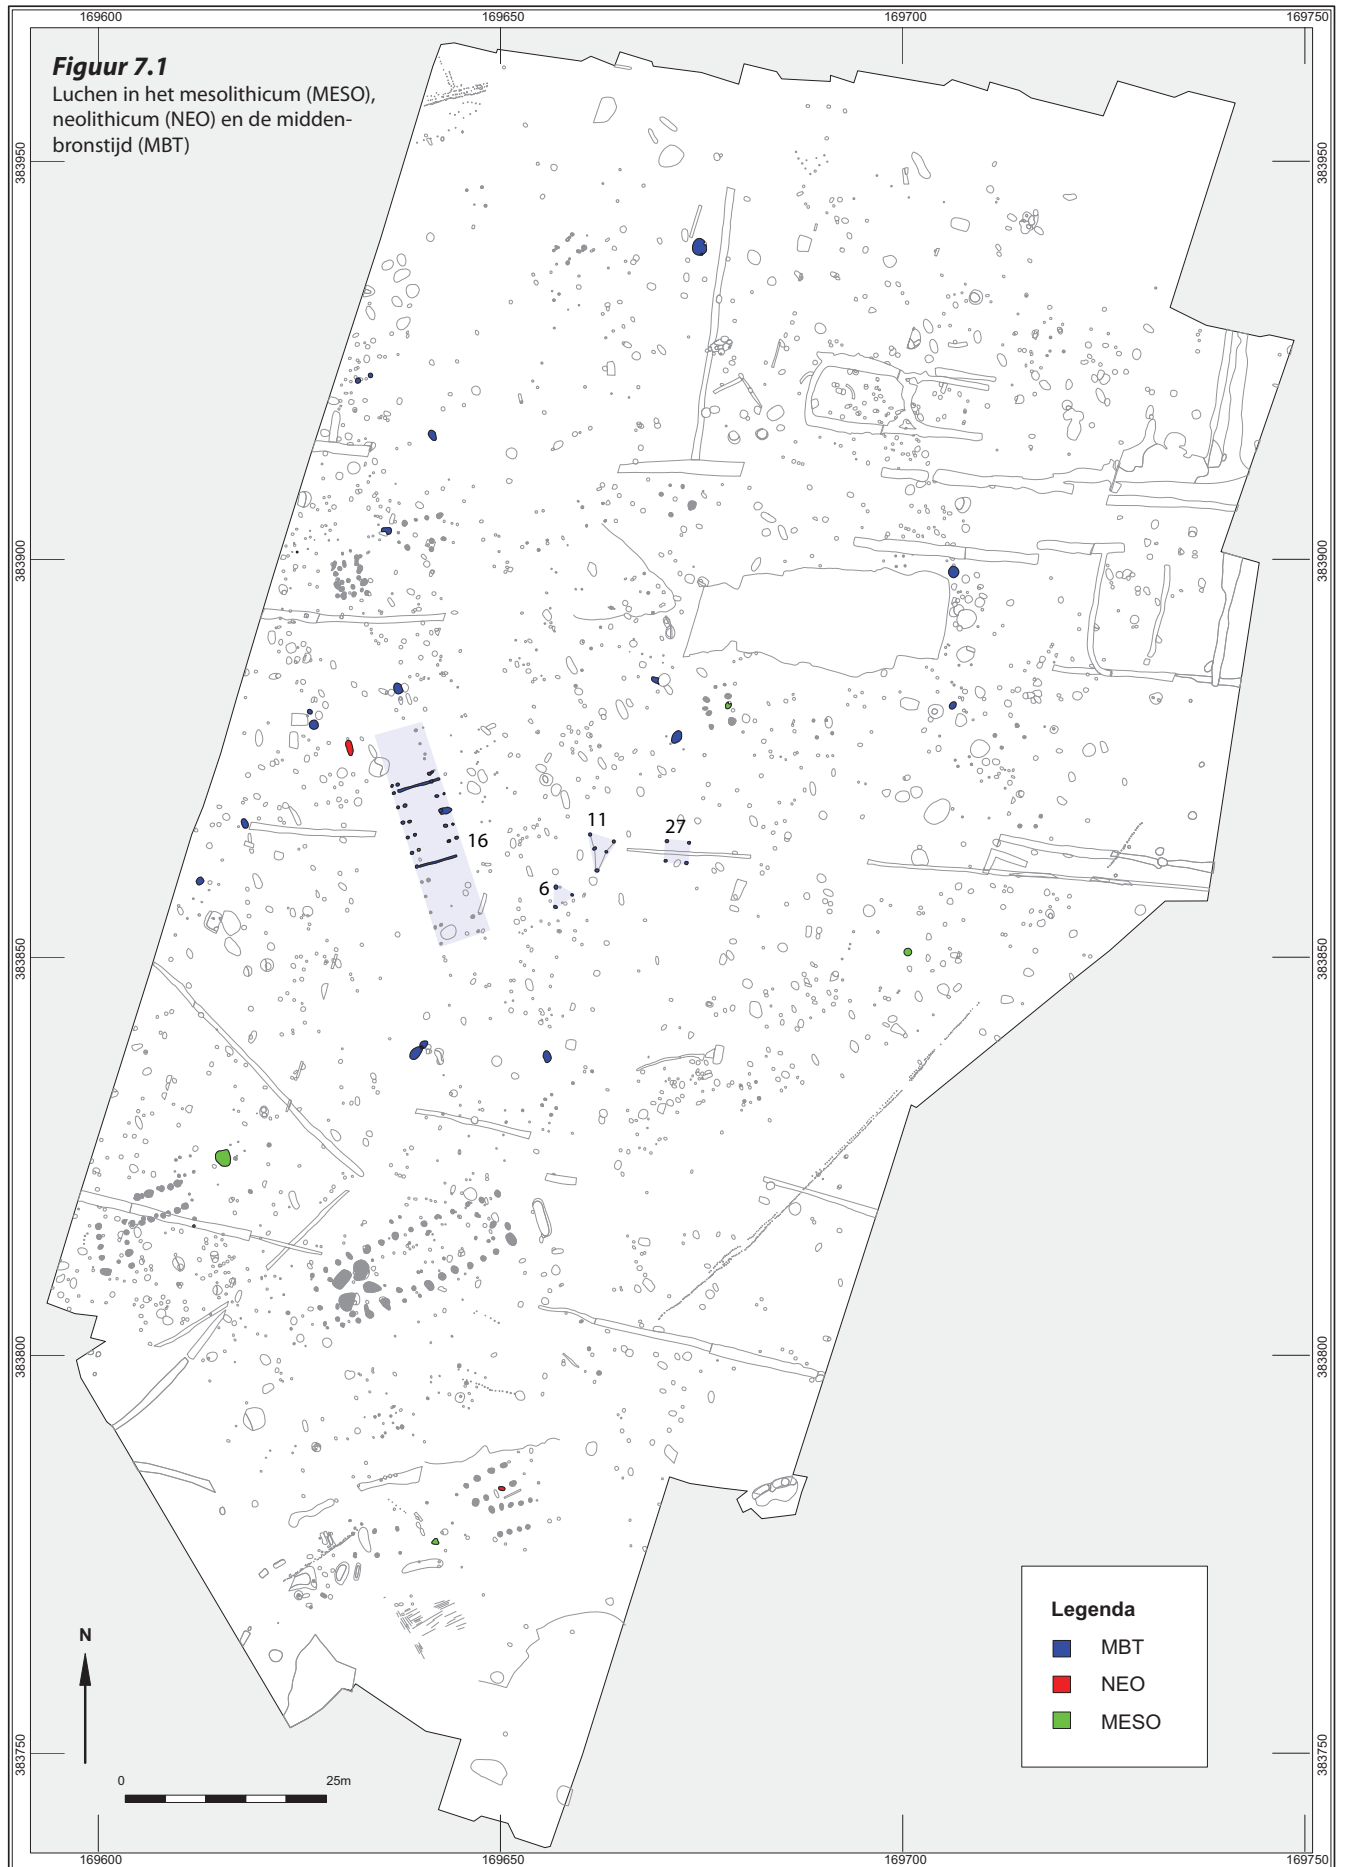 169600 169650 169700 169750
Figuur 7.1
Luchen in het mesolithicum (MESO),
neolithicum (NEO) en de midden-
bronstijd (MBT)
383950 383950
383900 383900
11 27
16
6
383850 383850
383800 383800
Legenda
MBT
NEO
MESO
N
383750 383750
0 25m
169600 169650 169700 169750